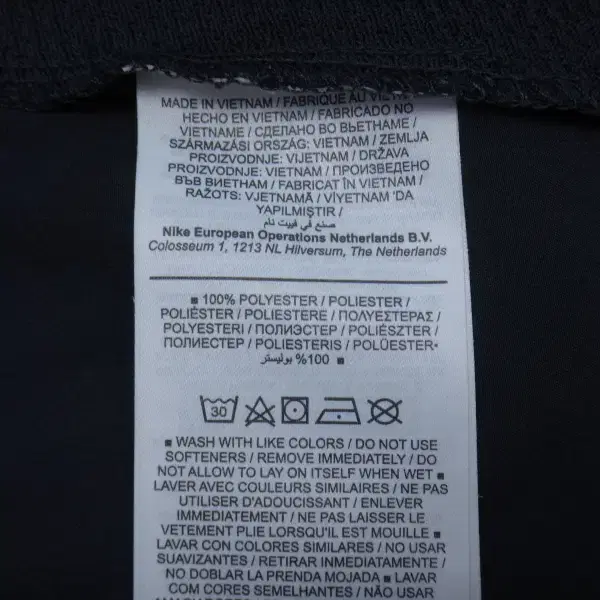 MADE IN VIETNAM / FABRIQUÉ AU VIETNAM
HECHO EN VIETNAM / FABRICADO NO
VIETNAME / СДЕЛАНО ВО ВЬЕТНАМЕ /
SZÁRMAZÁSI ORSZÁG: VIETNAM / ZEMLJA
PROIZVODNJE: VIJETNAM / DRŽAVA
PROIZVODNJE: VIETNAM / ПРОИЗВЕДЕНО
ВЪВ ВИЕТНАМ / FABRICAT ÎN VIETNAM /
RAŽOTS: VJETNAMĀ / VİYETNAM 'DA
YAPILMIŞTIR /
صنع في فييت نام
Nike European Operations Netherlands B.V.
Colosseum 1, 1213 NL Hilversum, The Netherlands
■ 100% POLYESTER / POLIESTER /
POLIÉSTER / POLIESTERE / ΠΟΛΥΕΣΤΕΡΑΣ /
POLYESTERI / ПОЛИЭСТЕР / POLIÉSZTER /
ПОЛИЕСТЕР / POLIESTERIS / POLÜESTER*
100% بوليستر ■
30
■ WASH WITH LIKE COLORS / DO NOT USE
SOFTENERS / REMOVE IMMEDIATELY / DO
NOT ALLOW TO LAY ON ITSELF WHEN WET ■
LAVER AVEC COULEURS SIMILAIRES / NE PAS
UTILISER D'ADOUCISSANT / ENLEVER
IMMEDIATEMENT / NE PAS LAISSER LE
VETEMENT PLIE LORSQU'IL EST MOUILLE ■
LAVAR CON COLORES SIMILARES / NO USAR
SUAVIZANTES / RETIRAR INMEDIATAMENTE /
NO DOBLAR LA PRENDA MOJADA ■ LAVAR
COM CORES SEMELHANTES / NÃO USAR